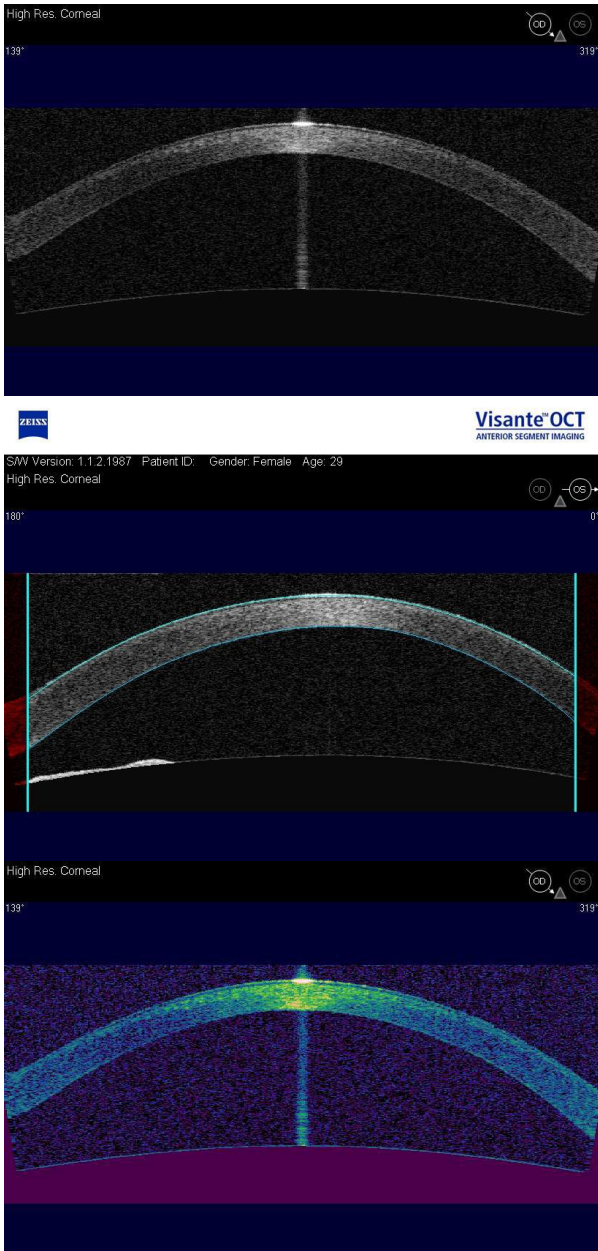 High Res. Corneal
OD OS
139° 319°
ZEISS
Visante™ OCT
ANTERIOR SEGMENT IMAGING
S/W Version: 1.1.2.1987 Patient ID: Gender: Female Age: 29
High Res. Corneal
OD OS
180° 0°
High Res. Corneal
OD OS
139° 319°